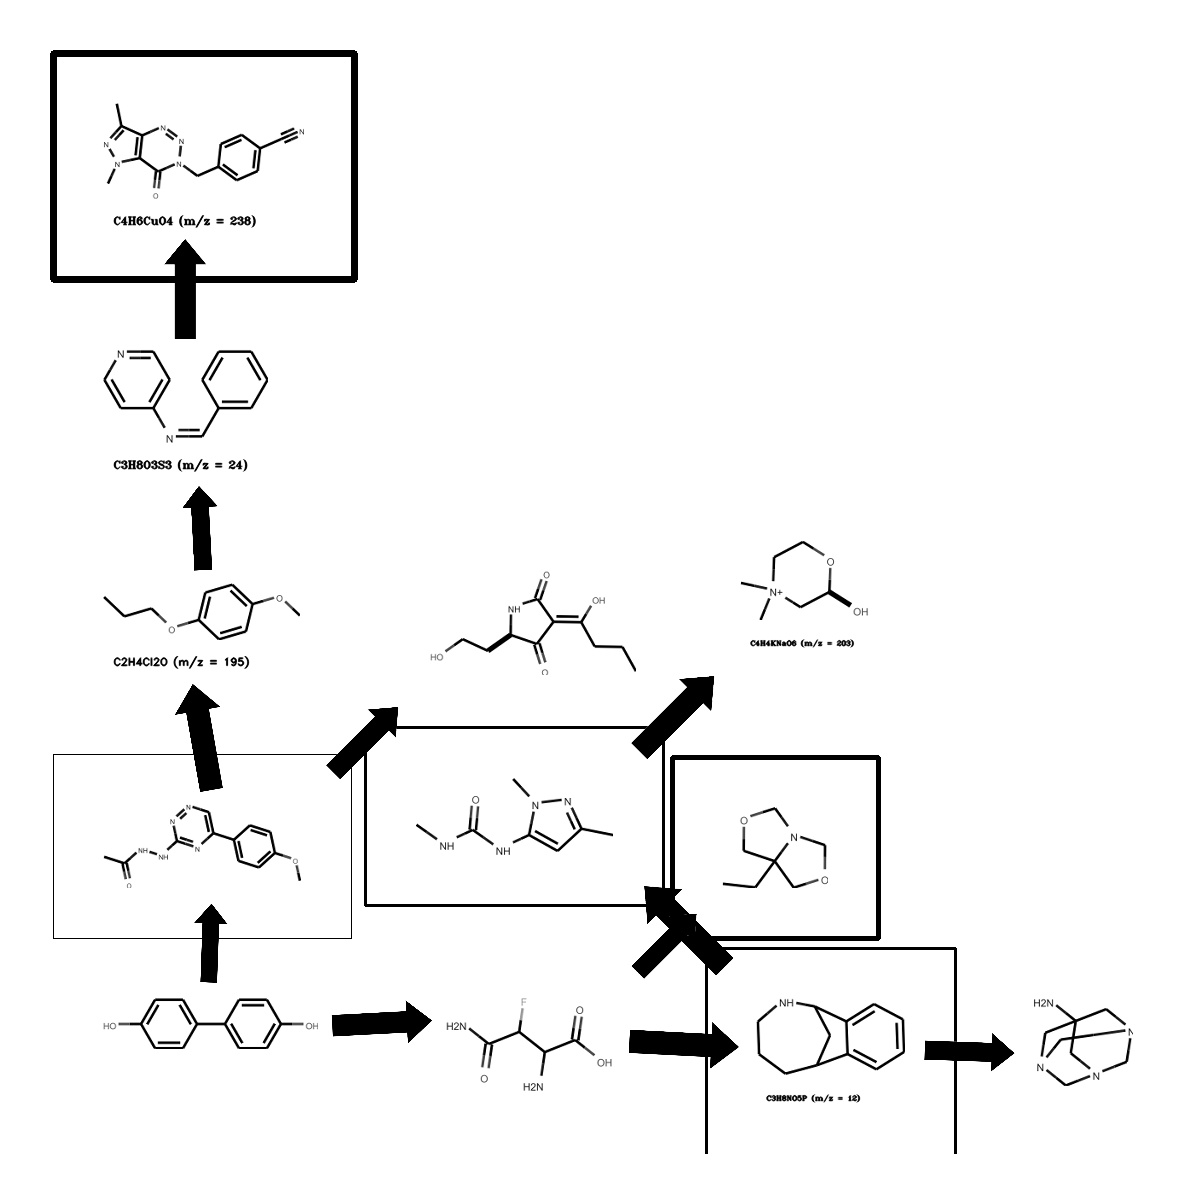 N
N
N
N
N
N
O
C4H6CuO4 (m/z = 238)
N
N
C3H8O3S3 (m/z = 24)
O
O
C2H4Cl2O (m/z = 195)
O
OH
NH
HO
O
O
N+
OH
C4H4KNaO6 (m/z = 203)
N
N
N
NH
NH
O
O
O
N
N
NH
NH
O
N
O
HO
OH
F
H2N
O
O
OH
H2N
NH
C3H8NO5P (m/z = 12)
H2N
N
N
N